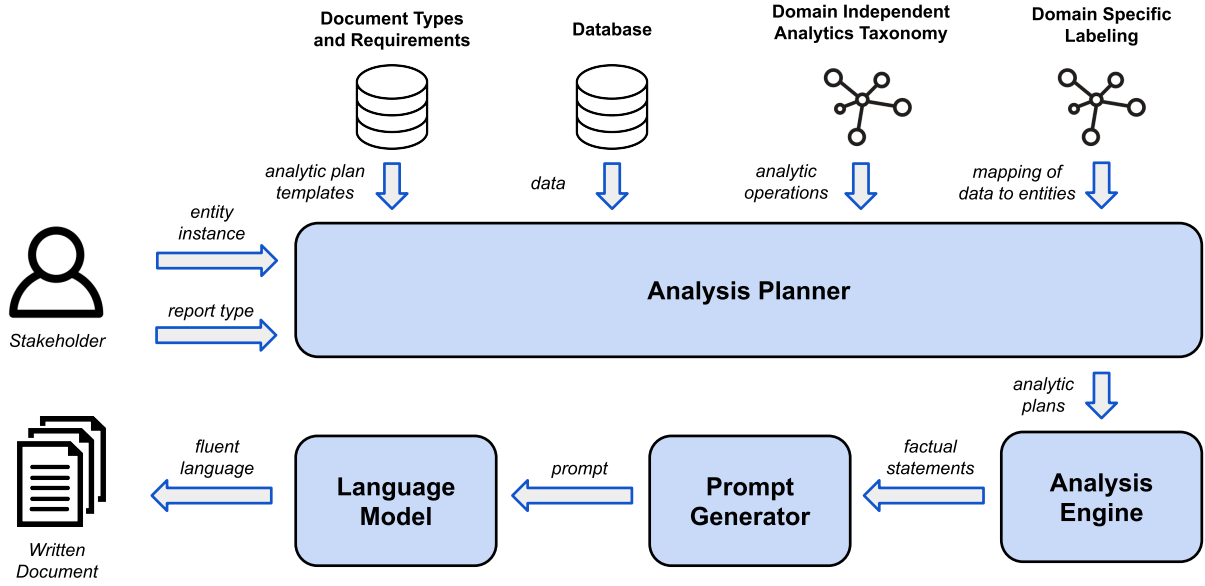 Document Types
and Requirements
Database
Domain Independent
Analytics Taxonomy
Domain Specific
Labeling
analytic plan
templates
data
analytic
operations
mapping of
data to entities
entity
instance
report type
Stakeholder
Analysis Planner
analytic
plans
Analysis
Engine
factual
statements
Prompt
Generator
prompt
Language
Model
fluent
language
Written
Document